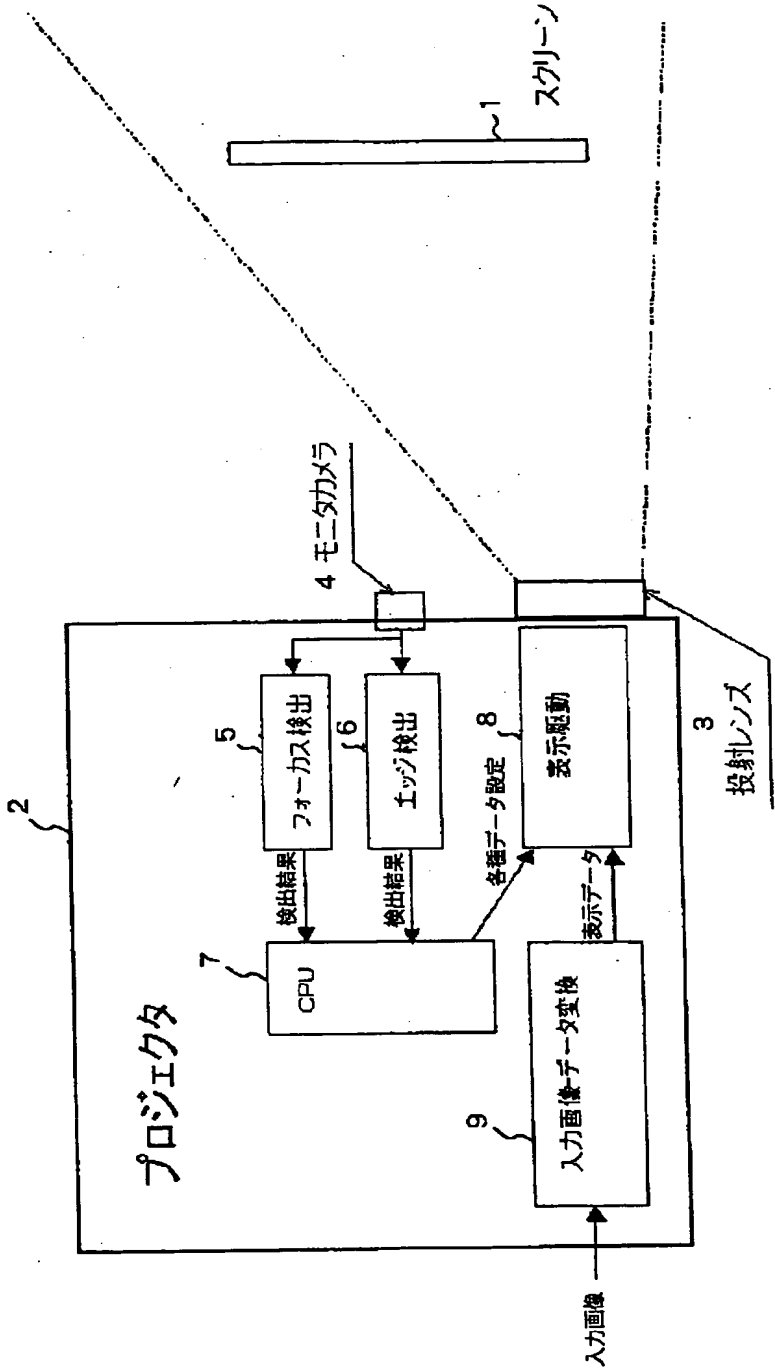 プロジェクタ
2
7
CPU
検出結果
検出結果
5
フォーカス検出
6
エッジ検出
4 モニタカメラ
1
スクリーン
各種データ設定
8
表示駆動
表示データ
9
入力画像データ変換
入力画像
3
投射レンズ